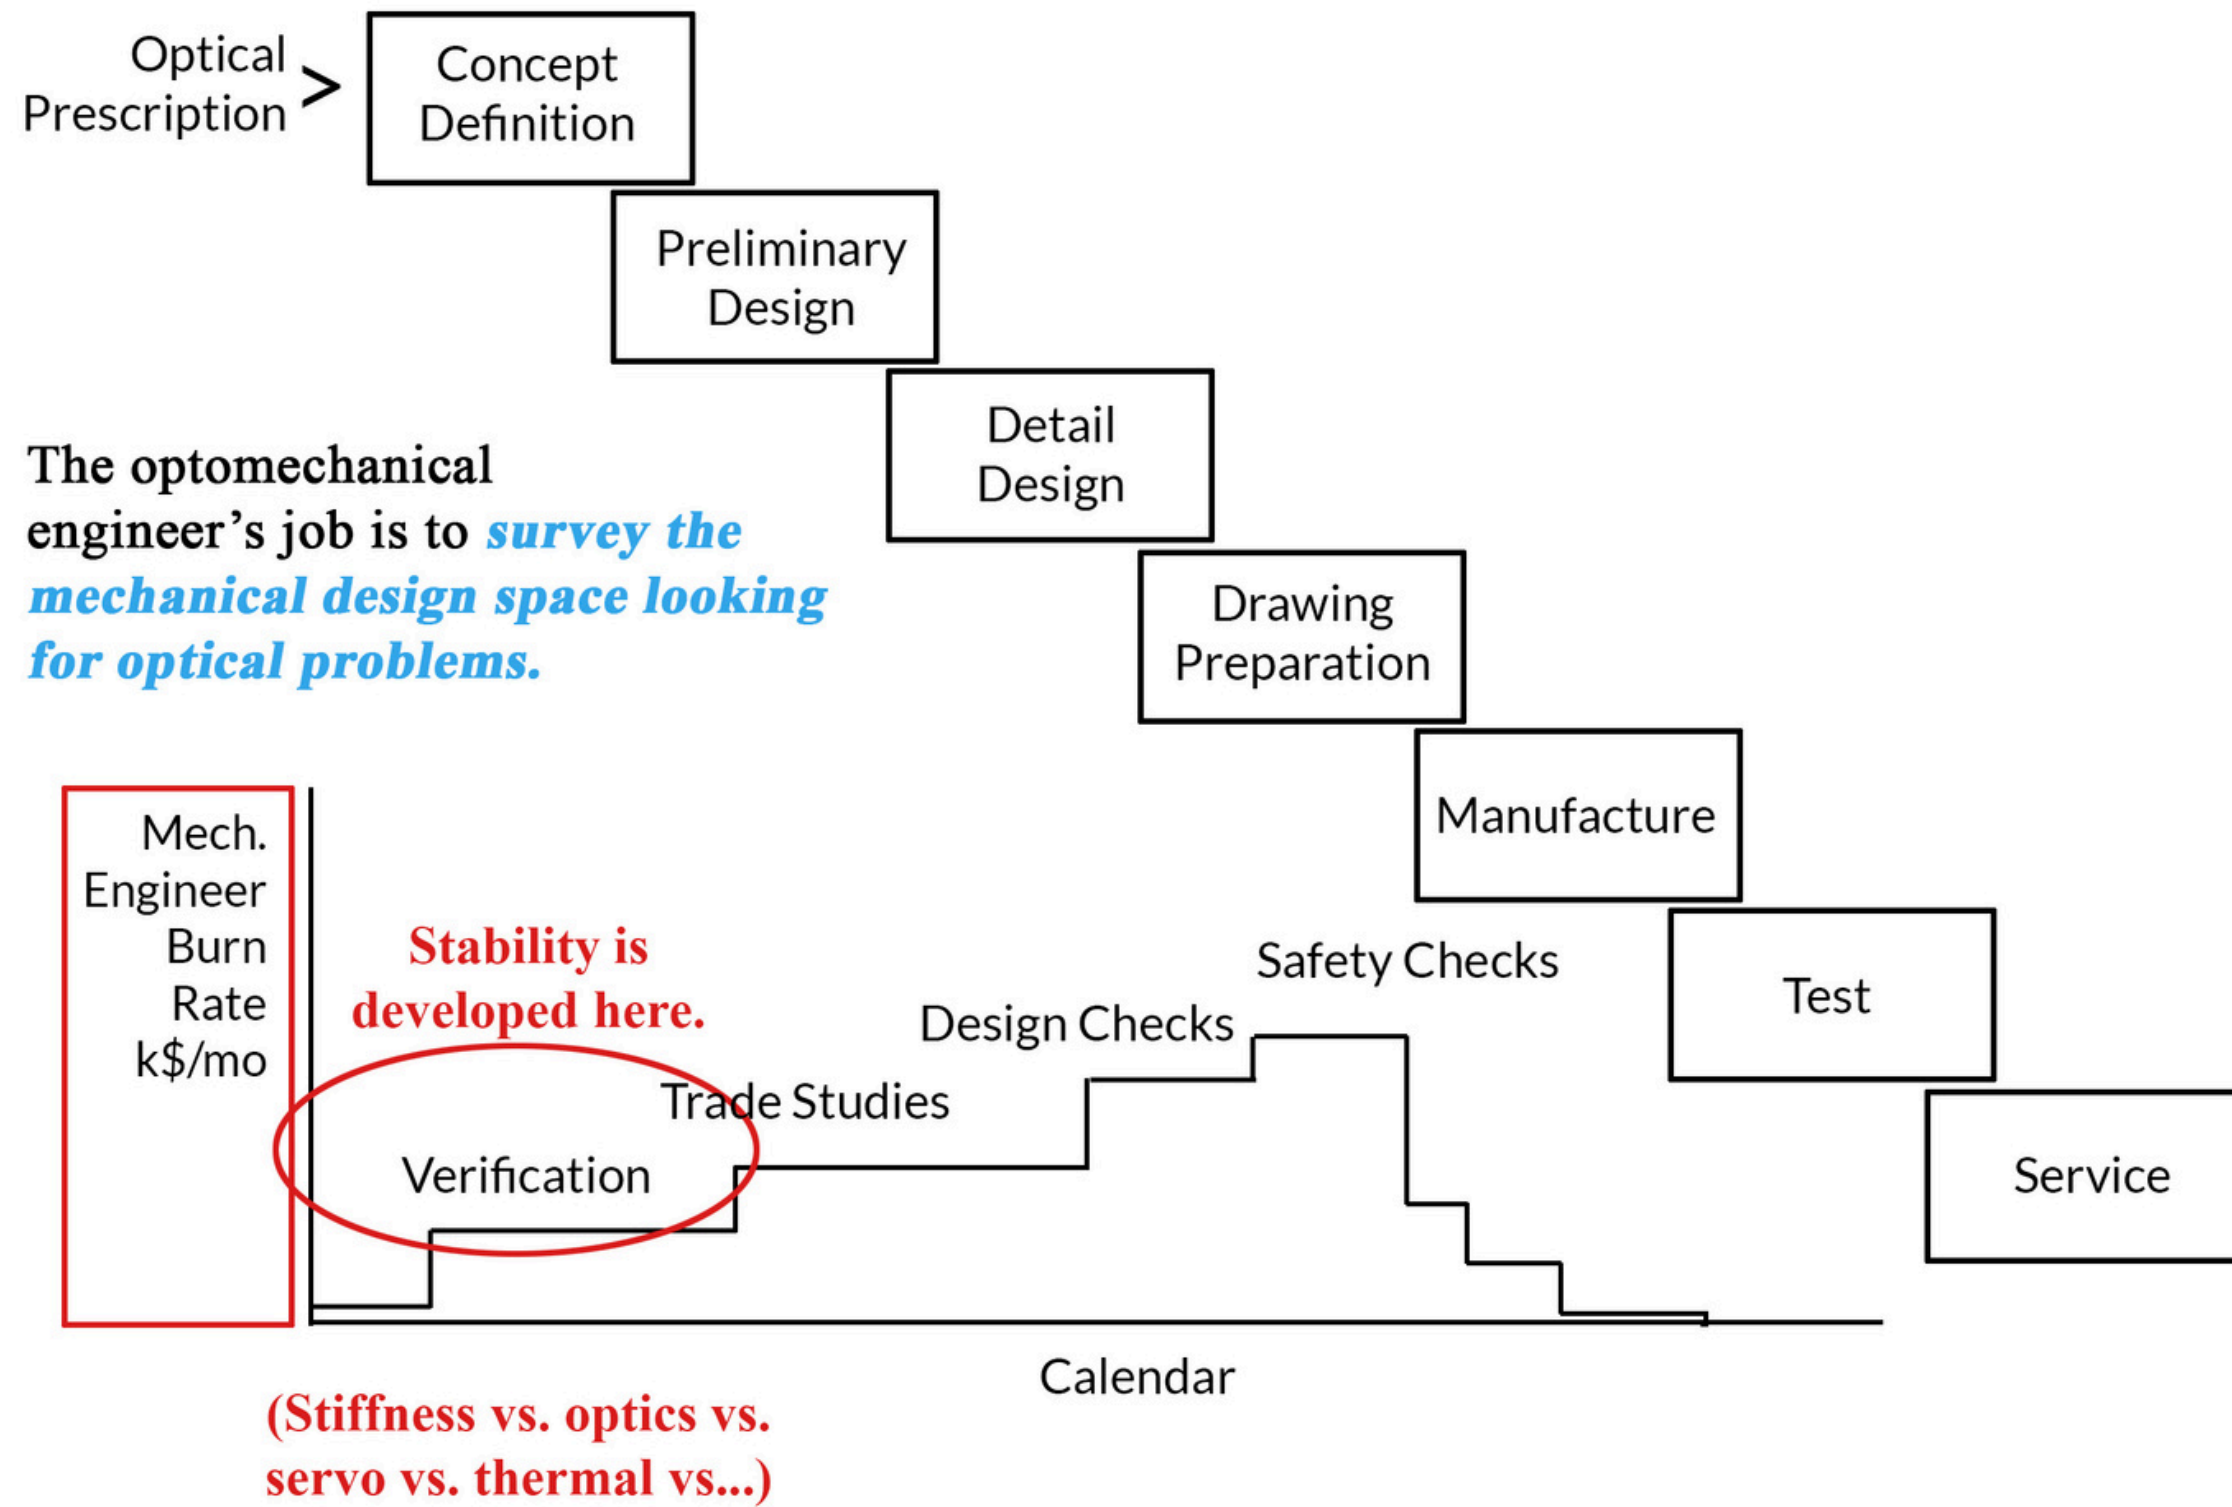 Optical
Prescription >
Concept
Definition
Preliminary
Design
Detail
Design
The optomechanical
engineer’s job is to survey the
mechanical design space looking
for optical problems.
Drawing
Preparation
Manufacture
Mech.
Engineer
Burn
Rate
k$/mo
Stability is
developed here.
Verification
Trade Studies
Design Checks
Safety Checks
Test
Service
Calendar
(Stiffness vs. optics vs.
servo vs. thermal vs...)